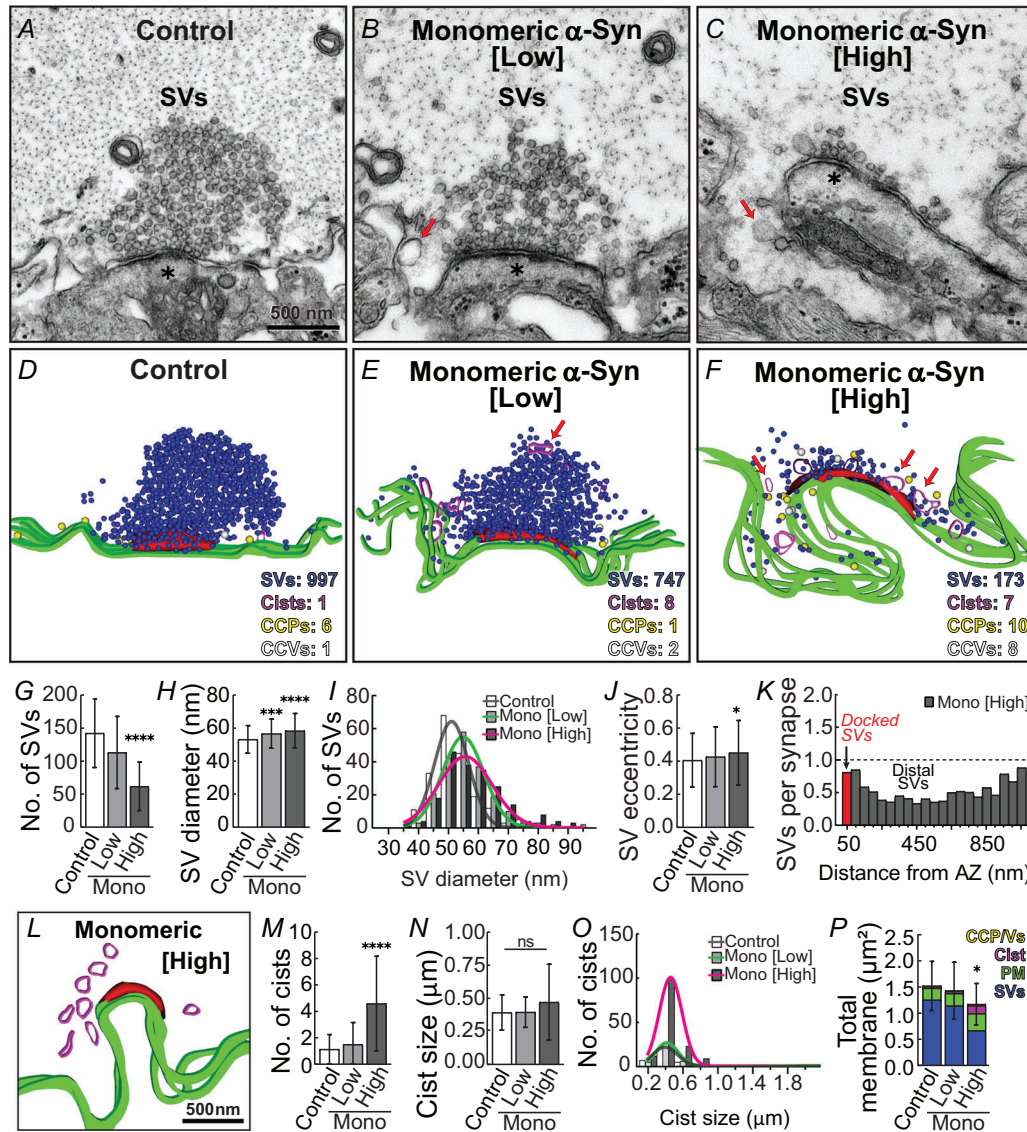 A Control
SVs
*
500 nm
B Monomeric α-Syn
[Low]
SVs
*
C Monomeric α-Syn
[High]
SVs
*
D Control
SVs: 997
Cists: 1
CCPs: 6
CCVs: 1
E Monomeric α-Syn
[Low]
SVs: 747
Cists: 8
CCPs: 1
CCVs: 2
F Monomeric α-Syn
[High]
SVs: 173
Cists: 7
CCPs: 10
CCVs: 8
G
No. of SVs
200
150
100
50
0
****
Control
Low
High
Mono
H
SV diameter (nm)
80
60
40
20
0
***
****
Control
Low
High
Mono
I
No. of SVs
75
50
25
0
Control
Mono [Low]
Mono [High]
30 40 50 60 70 80 90
SV diameter (nm)
J
SV eccentricity
0.8
0.6
0.4
0.2
0.0
*
Control
Low
High
Mono
K
SVs per synapse
2.0
1.5
1.0
0.5
0.0
Mono [High]
Docked
SVs
Distal
SVs
50 450 850
Distance from AZ (nm)
L Monomeric
[High]
500nm
M
No. of cists
10
8
6
4
2
0
****
Control
Low
High
Mono
N
Cist size (μm)
1.00
0.75
0.50
0.25
0.0
ns
Control
Low
High
Mono
O
No. of cists
150
100
50
0
Control
Mono [Low]
Mono [High]
0.2 0.6 1.0 1.4 1.8
Cist size (μm)
P
Total
membrane (μm²)
2.5
2.0
1.5
1.0
0.5
0.0
CCP/Vs
Cist
PM
SVs
*
Control
Low
High
Mono